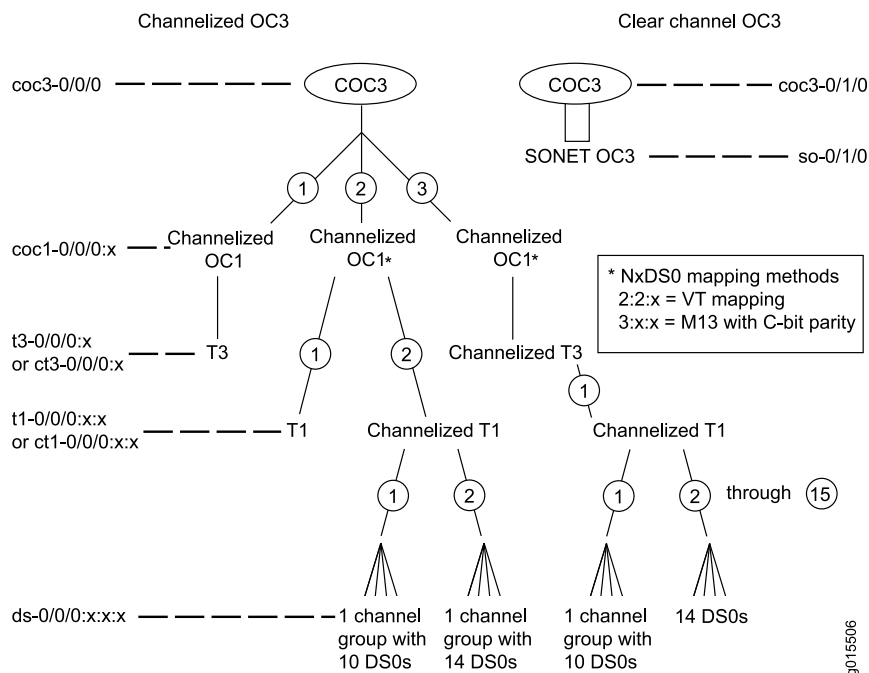 Channelized OC3
Clear channel OC3
coc3-0/0/0
COC3
COC3
coc3-0/1/0
SONET OC3
so-0/1/0
1
2
3
coc1-0/0/0:x
Channelized
OC1
Channelized
OC1*
Channelized
OC1*
* NxDS0 mapping methods
2:2:x = VT mapping
3:x:x = M13 with C-bit parity
t3-0/0/0:x
or ct3-0/0/0:x
T3
1
2
Channelized T3
1
t1-0/0/0:x:x
or ct1-0/0/0:x:x
T1
Channelized T1
Channelized T1
1
2
1
2
through
15
ds-0/0/0:x:x:x
1 channel
group with
10 DS0s
1 channel
group with
14 DS0s
1 channel
group with
10 DS0s
14 DS0s
g015506